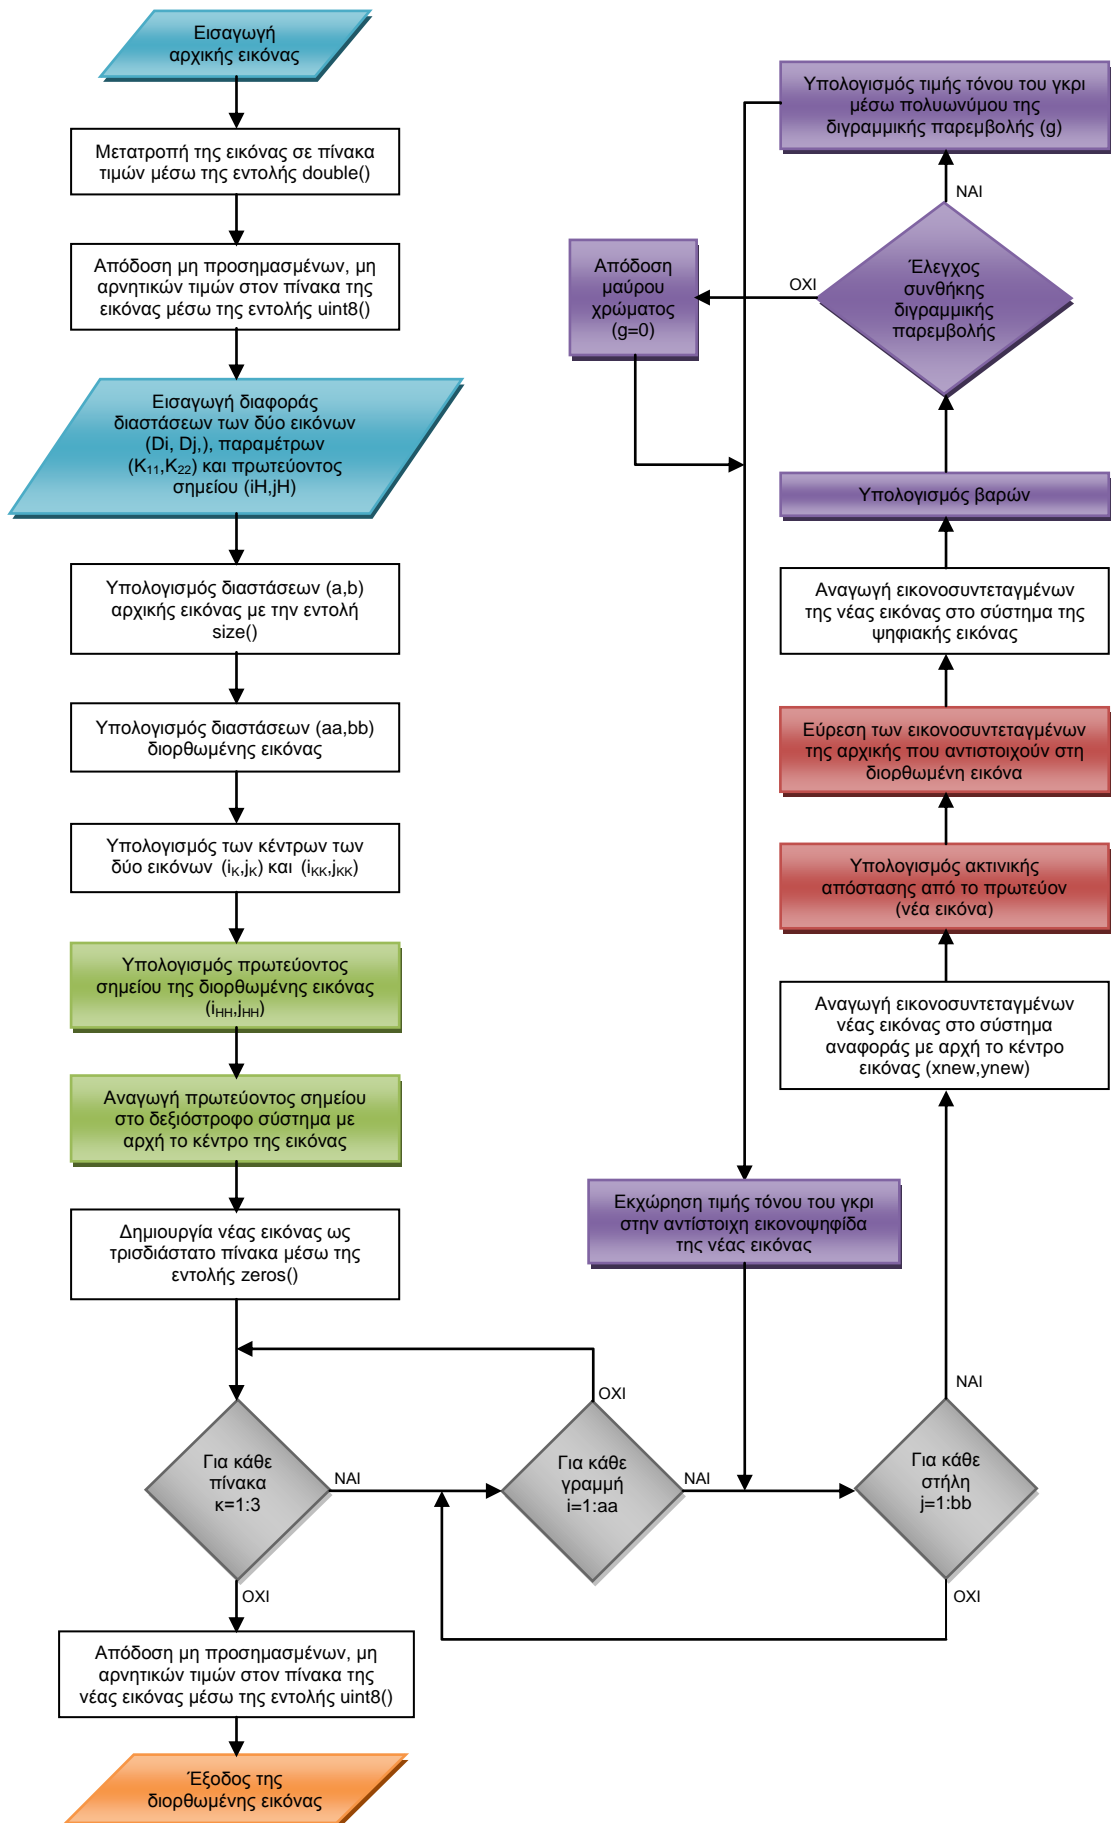 Εισαγωγή
αρχικής εικόνας
Μετατροπή της εικόνας σε πίνακα
τιμών μέσω της εντολής double()
Απόδοση μη προσημασμένων, μη
αρνητικών τιμών στον πίνακα της
εικόνας μέσω της εντολής uint8()
Εισαγωγή διαφοράς
διαστάσεων των δύο εικόνων
(Di, Dj,), παραμέτρων
(K₁₁,K₂₂) και πρωτεύοντος
σημείου (iH,jH)
Υπολογισμός διαστάσεων (a,b)
αρχικής εικόνας με την εντολή
size()
Υπολογισμός διαστάσεων (aa,bb)
διορθωμένης εικόνας
Υπολογισμός των κέντρων των
δύο εικόνων (iK,jK) και (iKK,jKK)
Υπολογισμός πρωτεύοντος
σημείου της διορθωμένης εικόνας
(iHH,jHH)
Αναγωγή πρωτεύοντος σημείου
στο δεξιόστροφο σύστημα με
αρχή το κέντρο της εικόνας
Δημιουργία νέας εικόνας ως
τρισδιάστατο πίνακα μέσω της
εντολής zeros()
Για κάθε
πίνακα
κ=1:3
ΝΑΙ
ΟΧΙ
Απόδοση μη προσημασμένων, μη
αρνητικών τιμών στον πίνακα της
νέας εικόνας μέσω της εντολής uint8()
Έξοδος της
διορθωμένης εικόνας
Για κάθε
γραμμή
i=1:aa
ΟΧΙ
ΝΑΙ
Για κάθε
στήλη
j=1:bb
ΝΑΙ
ΟΧΙ
Αναγωγή εικονοσυντεταγμένων
νέας εικόνας στο σύστημα
αναφοράς με αρχή το κέντρο
εικόνας (xnew,ynew)
Υπολογισμός ακτινικής
απόστασης από το πρωτεύον
(νέα εικόνα)
Εύρεση των εικονοσυντεταγμένων
της αρχικής που αντιστοιχούν στη
διορθωμένη εικόνα
Αναγωγή εικονοσυντεταγμένων
της νέας εικόνας στο σύστημα της
ψηφιακής εικόνας
Υπολογισμός βαρών
Έλεγχος
συνθήκης
διγραμμικής
παρεμβολής
ΝΑΙ
ΟΧΙ
Υπολογισμός τιμής τόνου του γκρι
μέσω πολυωνύμου της
διγραμμικής παρεμβολής (g)
Απόδοση
μαύρου
χρώματος
(g=0)
Εκχώρηση τιμής τόνου του γκρι
στην αντίστοιχη εικονοψηφίδα
της νέας εικόνας